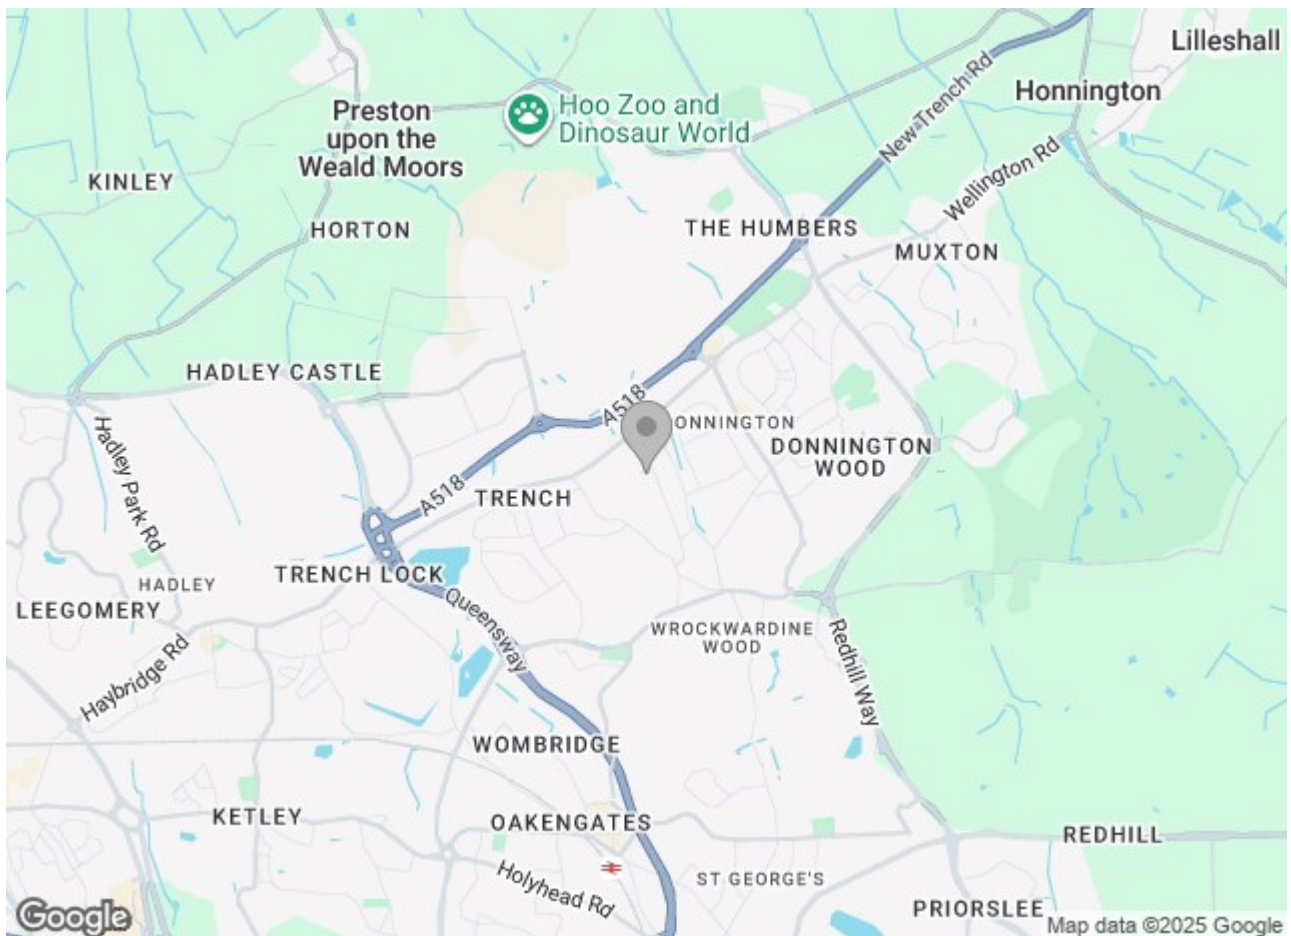 Lilleshall
Honnington
New Trench Rd
Hoo Zoo and
Dinosaur World
Preston
upon the
Weald Moors
Wellington Rd
KINLEY
HORTON
THE HUMBERS
MUXTON
HADLEY CASTLE
A518
ONNINGTON
DONNINGTON
WOOD
Hadley Park Rd
A518
TRENCH
TRENCH LOCK
HADLEY
LEEGOMERY
Queensway
WROCKWARDINE
WOOD
Redhill Way
Haybridge Rd
WOMBRIDGE
KETLEY
OAKENGATES
REDHILL
Holyhead Rd
ST GEORGE'S
PRIORSLEE
Google
Map data ©2025 Google